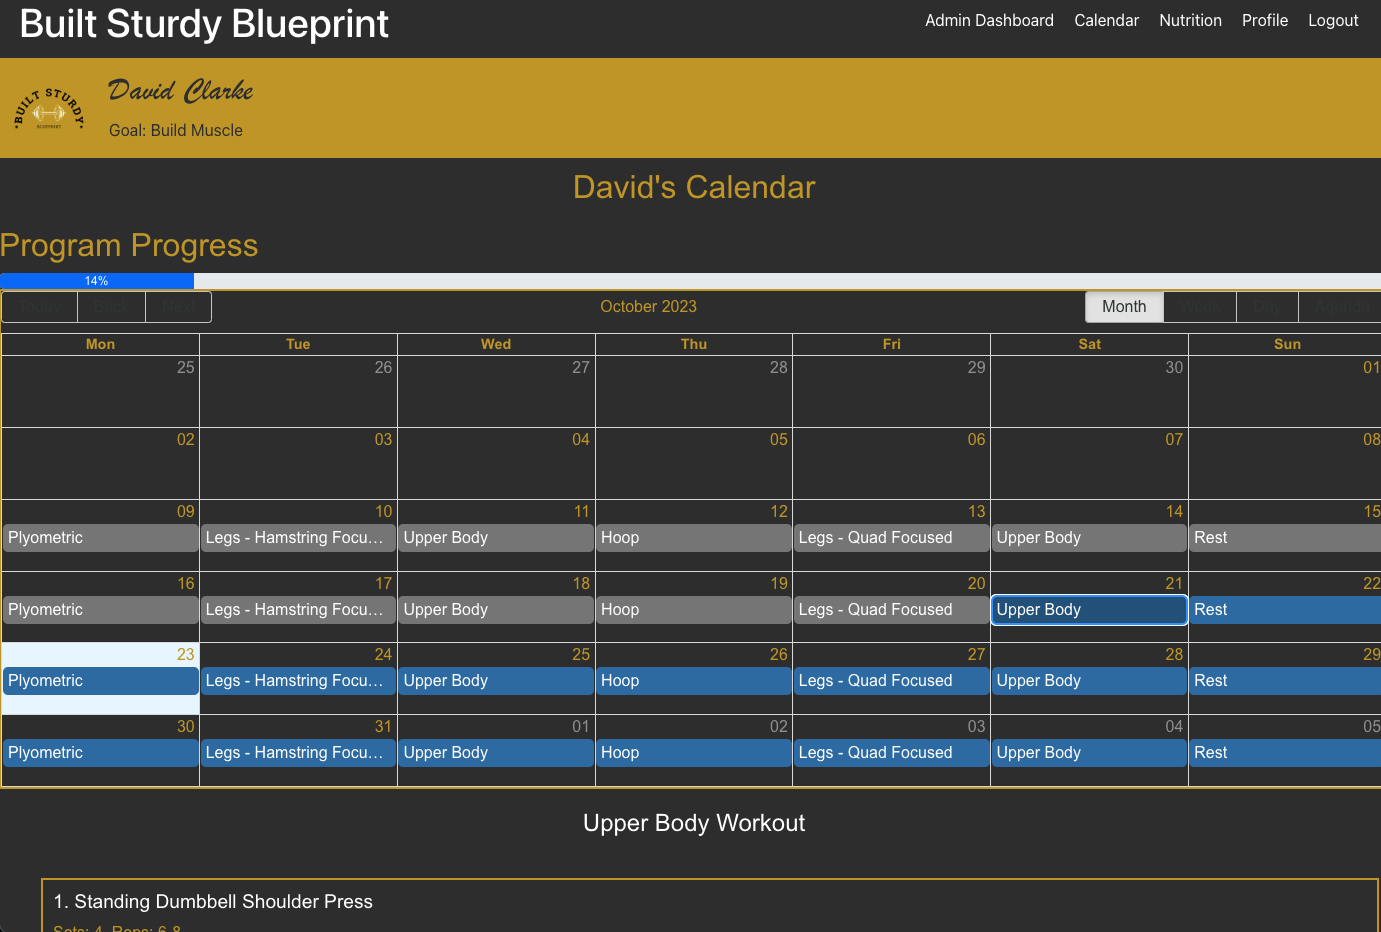 Built Sturdy Blueprint
Admin Dashboard Calendar Nutrition Profile Logout
BUILT STURDY
BLUEPRINT
David Clarke
Goal: Build Muscle
David's Calendar
Program Progress
14%
Today Back Next October 2023 Month Week Day Agenda
Mon Tue Wed Thu Fri Sat Sun
25 26 27 28 29 30 01
02 03 04 05 06 07 08
09 10 11 12 13 14 15
Plyometric Legs - Hamstring Focu... Upper Body Hoop Legs - Quad Focused Upper Body Rest
16 17 18 19 20 21 22
Plyometric Legs - Hamstring Focu... Upper Body Hoop Legs - Quad Focused Upper Body Rest
23 24 25 26 27 28 29
Plyometric Legs - Hamstring Focu... Upper Body Hoop Legs - Quad Focused Upper Body Rest
30 31 01 02 03 04 05
Plyometric Legs - Hamstring Focu... Upper Body Hoop Legs - Quad Focused Upper Body Rest
Upper Body Workout
1. Standing Dumbbell Shoulder Press
Sets: 4, Reps: 6-8